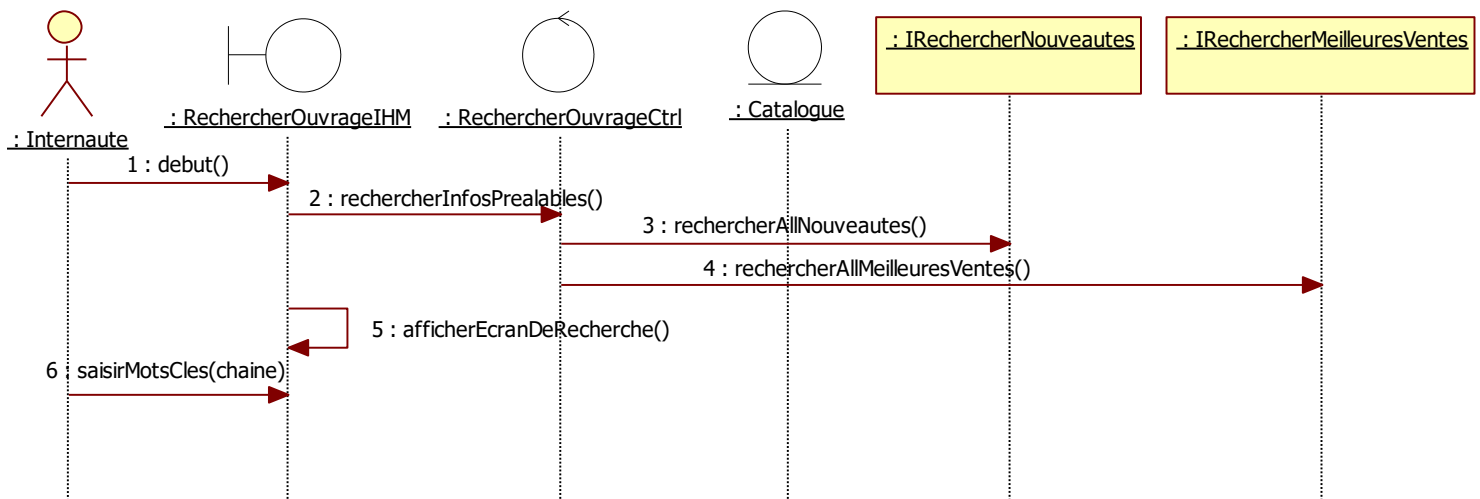 : IRechercherNouveautes
: IRechercherMeilleuresVentes
: Internaute
: RechercherOuvrageIHM
: RechercherOuvrageCtrl
: Catalogue
1 : debut()
2 : rechercherInfosPrealables()
3 : rechercherAllNouveautes()
4 : rechercherAllMeilleuresVentes()
5 : afficherEcranDeRecherche()
6 : saisirMotsCles(chaine)